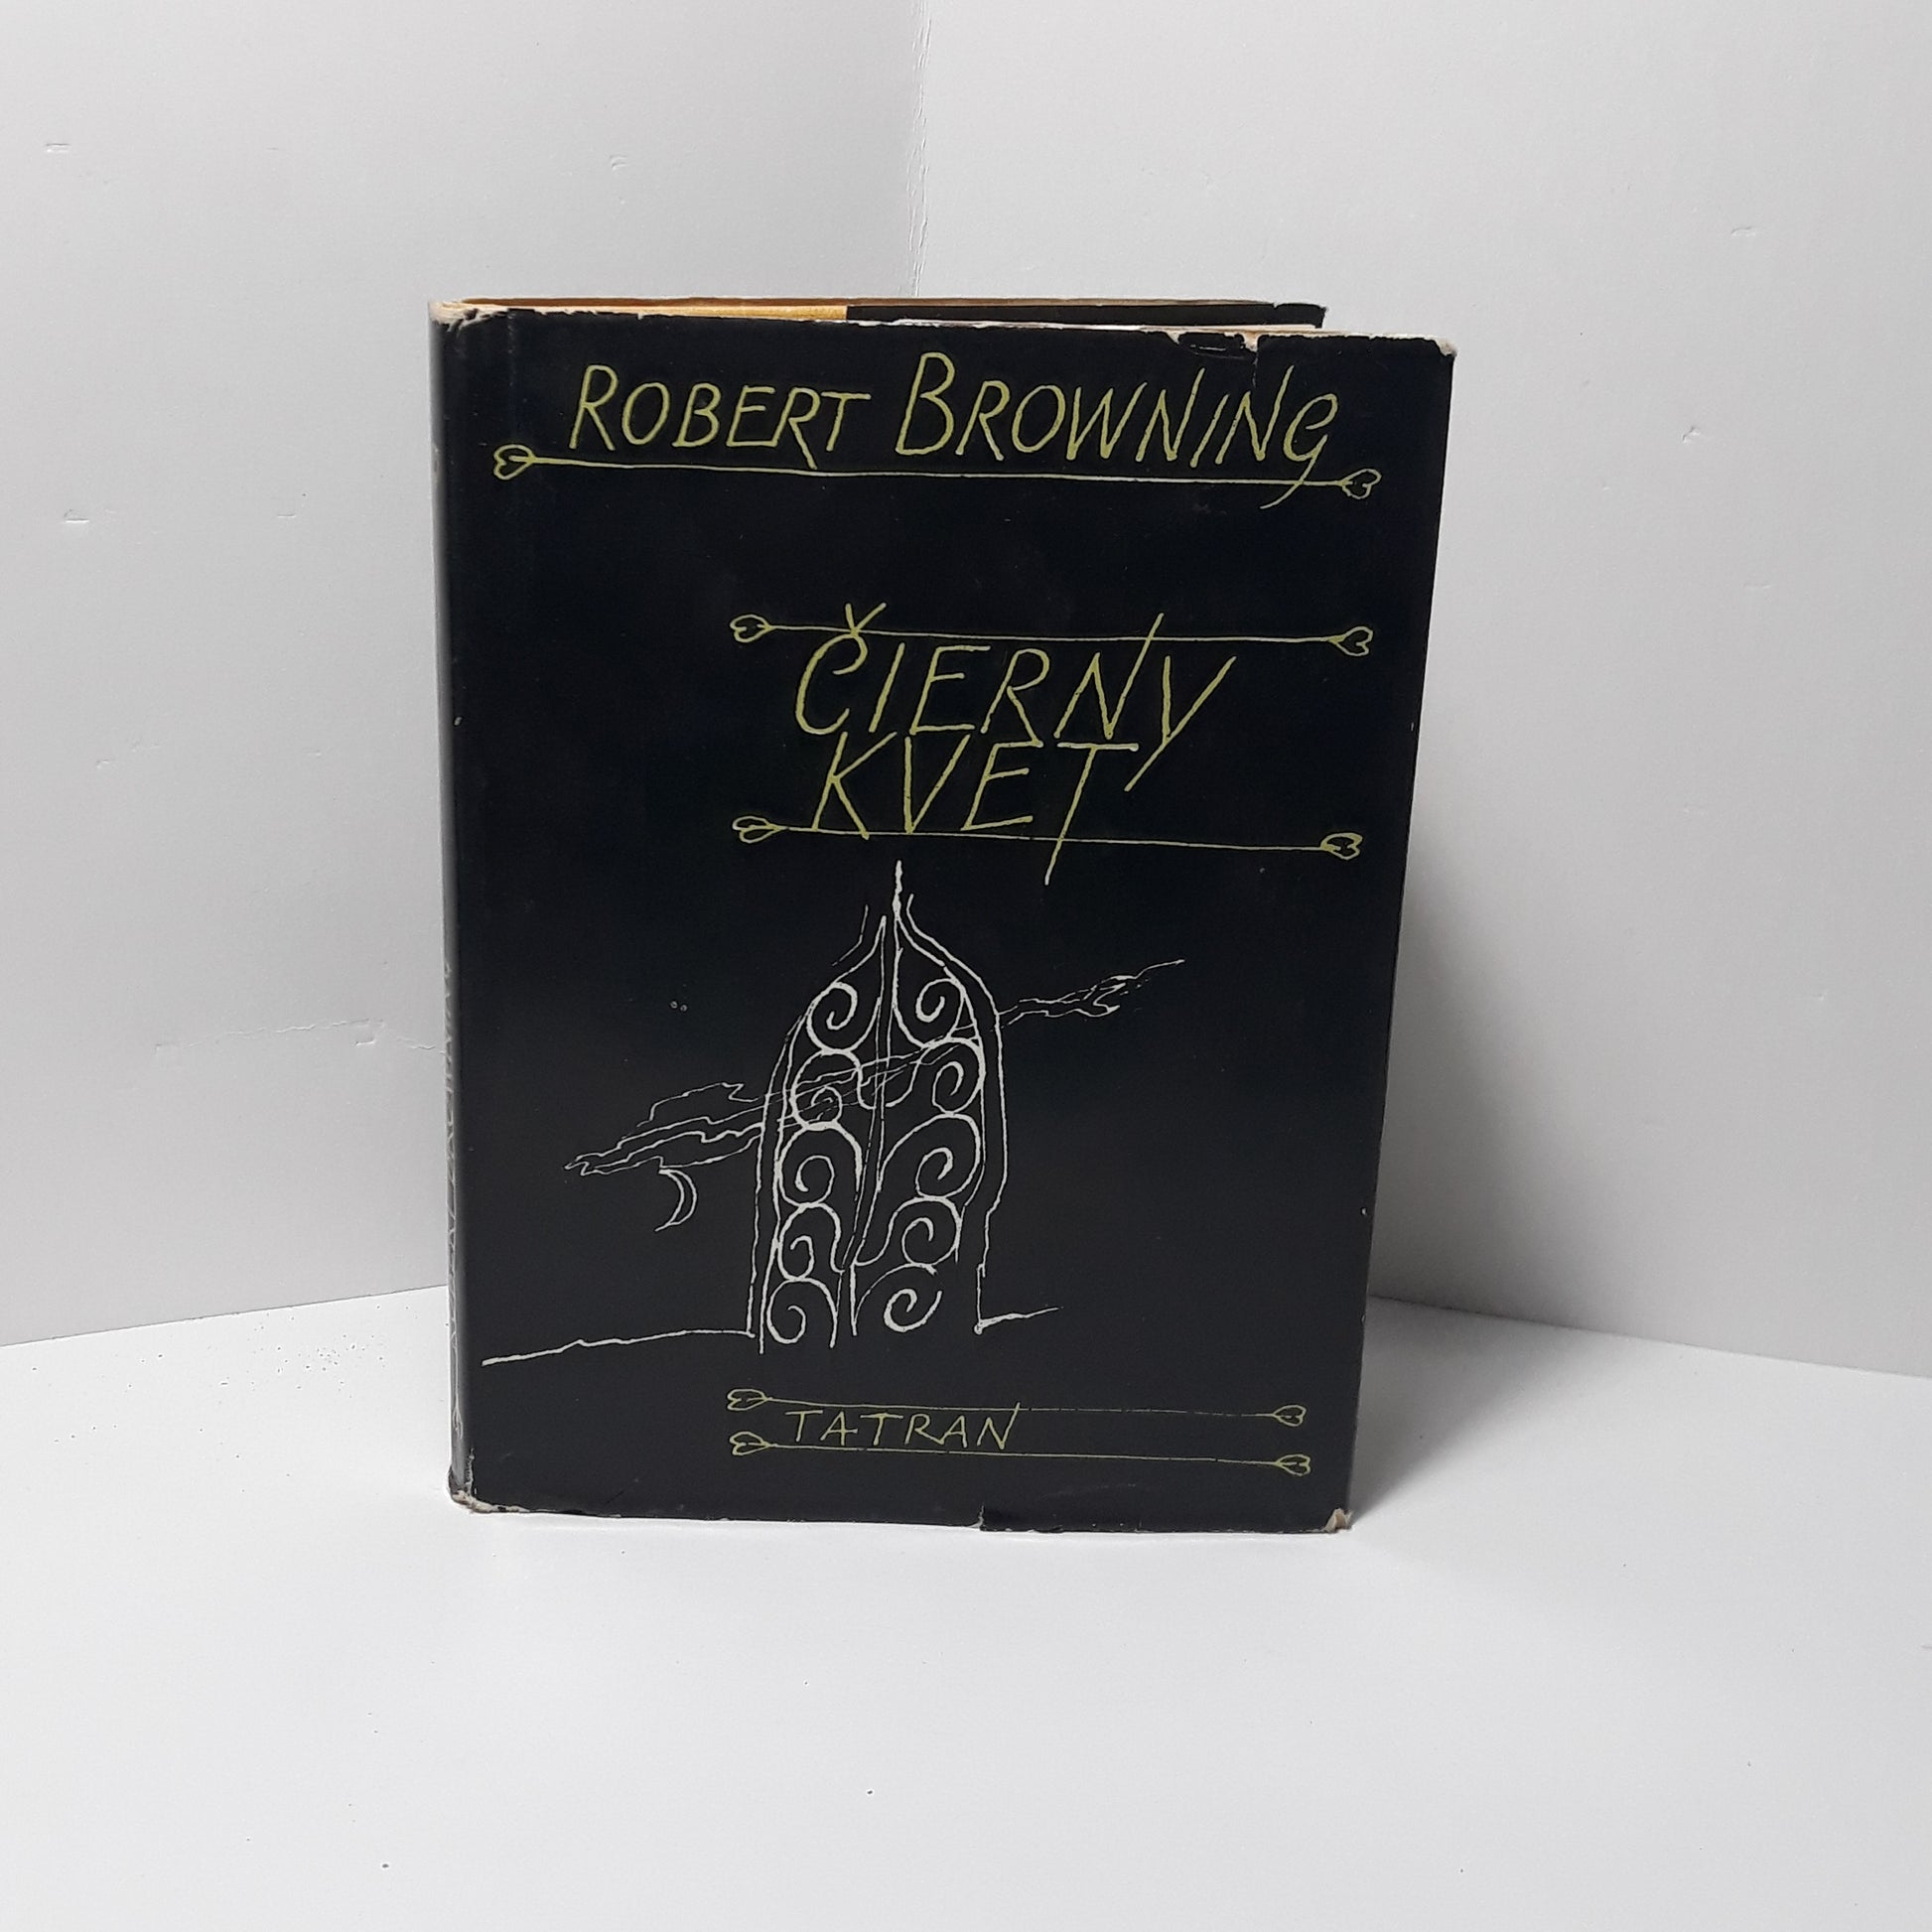 ROBERT BROWNING
ČIERNY
KVET
TATRAN